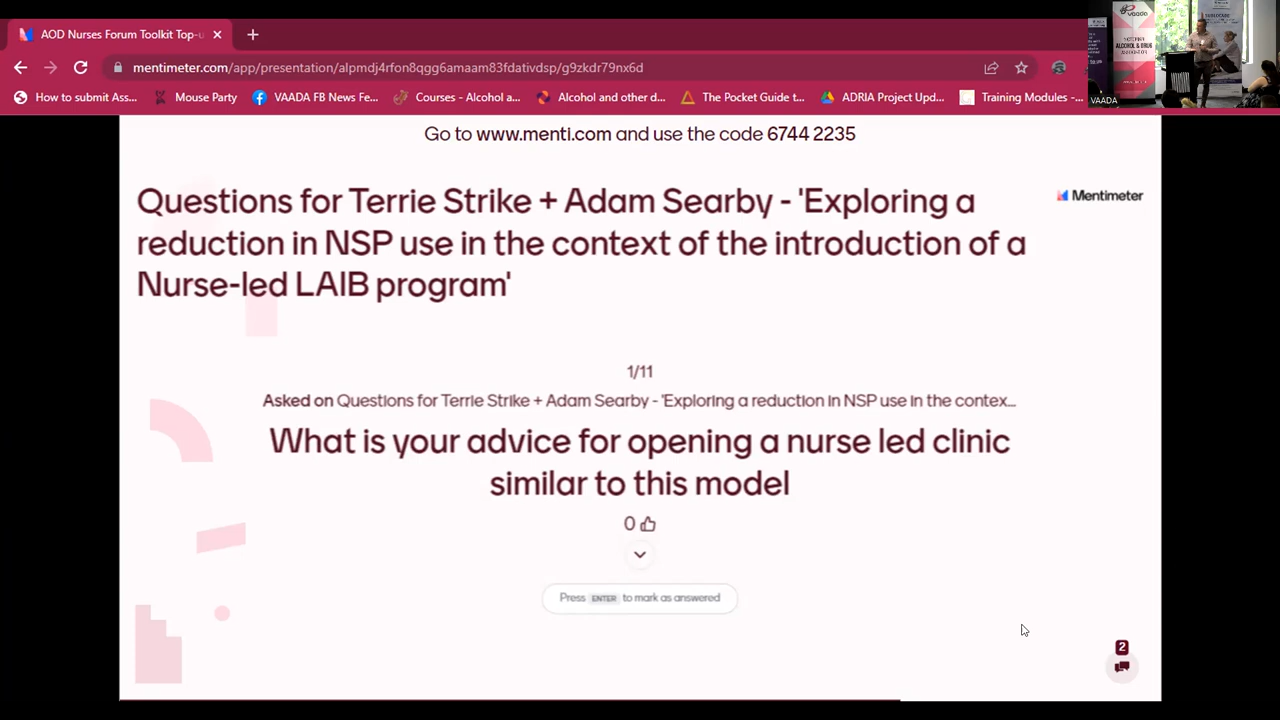 AOD Nurses Forum Toolkit Top-u
mentimeter.com/app/presentation/alpmdj4rfon8qgg6amaam83fdativdsp/g9zkdr79nx6d
How to submit Ass...
Mouse Party
VAADA FB News Fe...
Courses - Alcohol a...
Alcohol and other d...
The Pocket Guide t...
ADRIA Project Upd...
Training Modules -...
vaada
VICTORIAN
ALCOHOL & DRUG
ASSOCIATION
VAADA
Go to www.menti.com and use the code 6744 2235
Questions for Terrie Strike + Adam Searby - 'Exploring a
reduction in NSP use in the context of the introduction of a
Nurse-led LAIB program'
Mentimeter
1/11
Asked on Questions for Terrie Strike + Adam Searby - 'Exploring a reduction in NSP use in the contex...
What is your advice for opening a nurse led clinic
similar to this model
0
Press ENTER to mark as answered
2